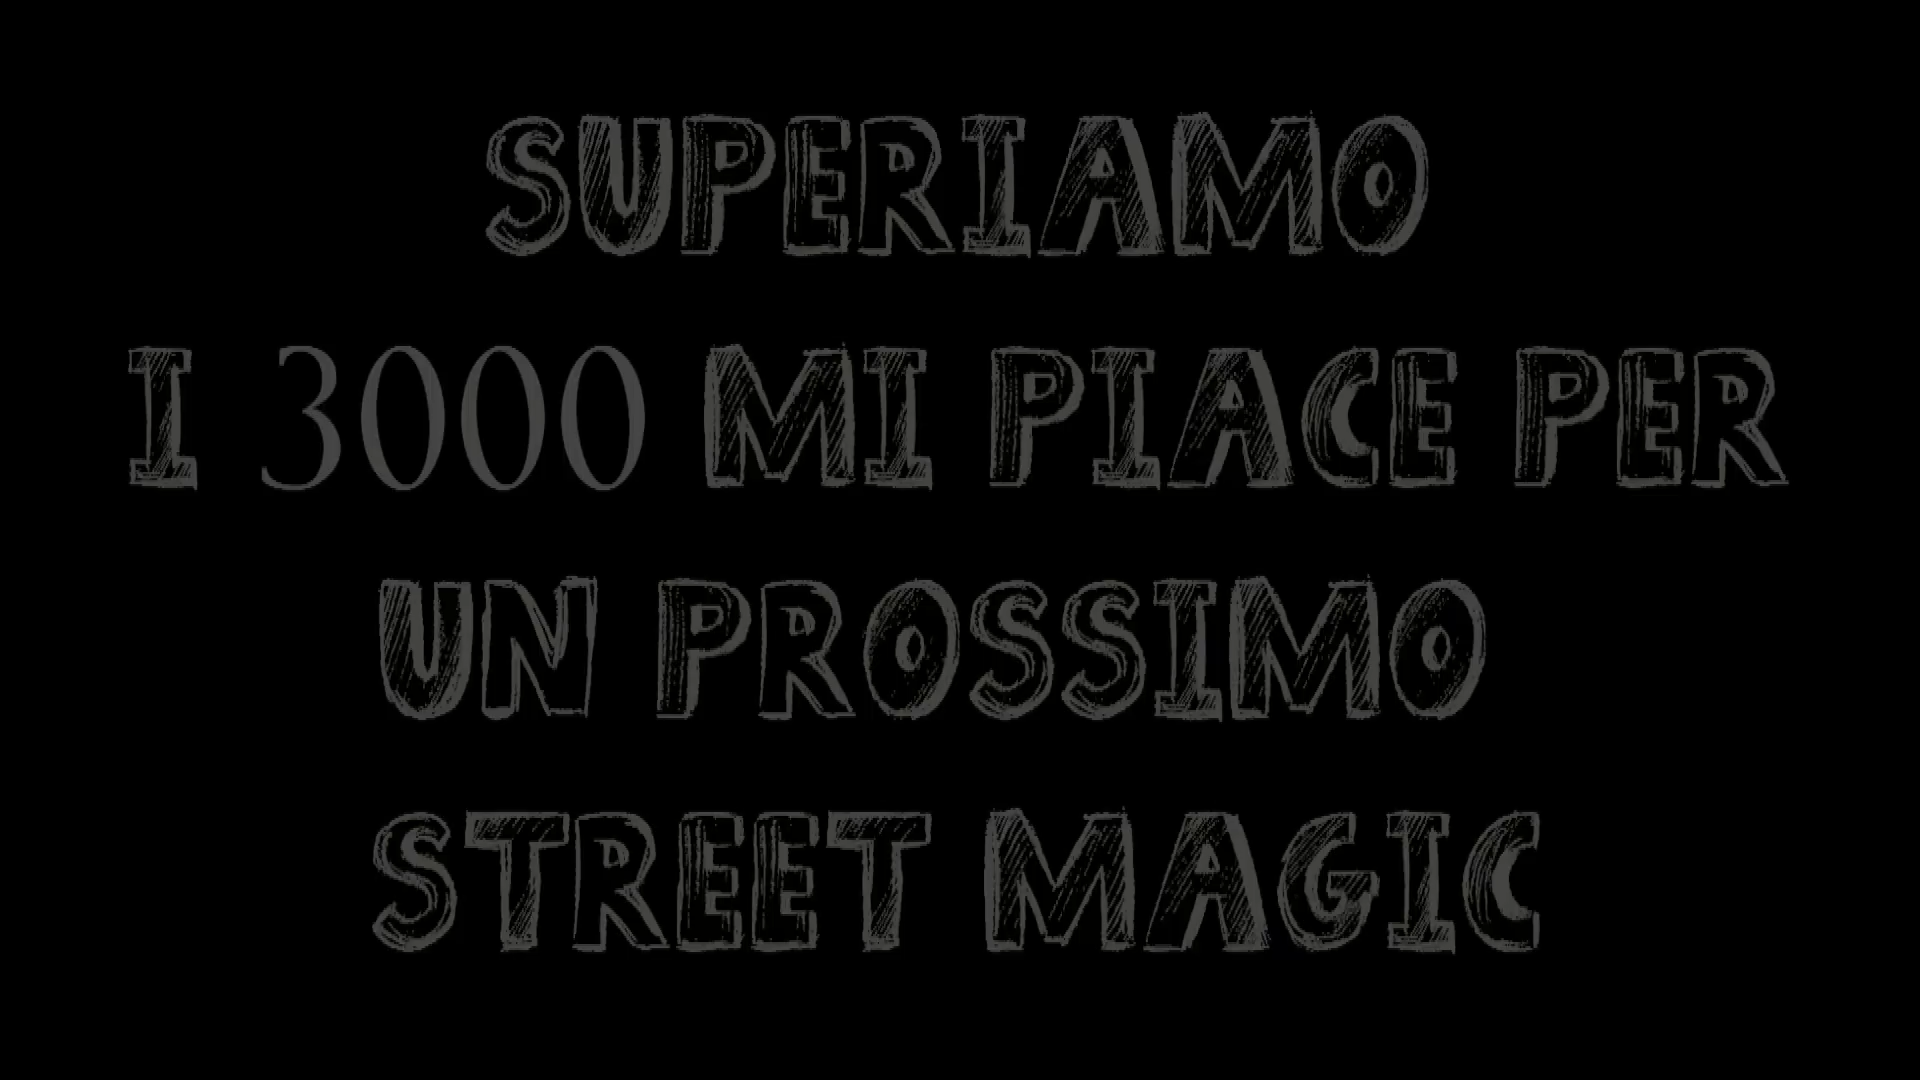 SUPERIAMO
I 3000 MI PIACE PER
UN PROSSIMO
STREET MAGIC